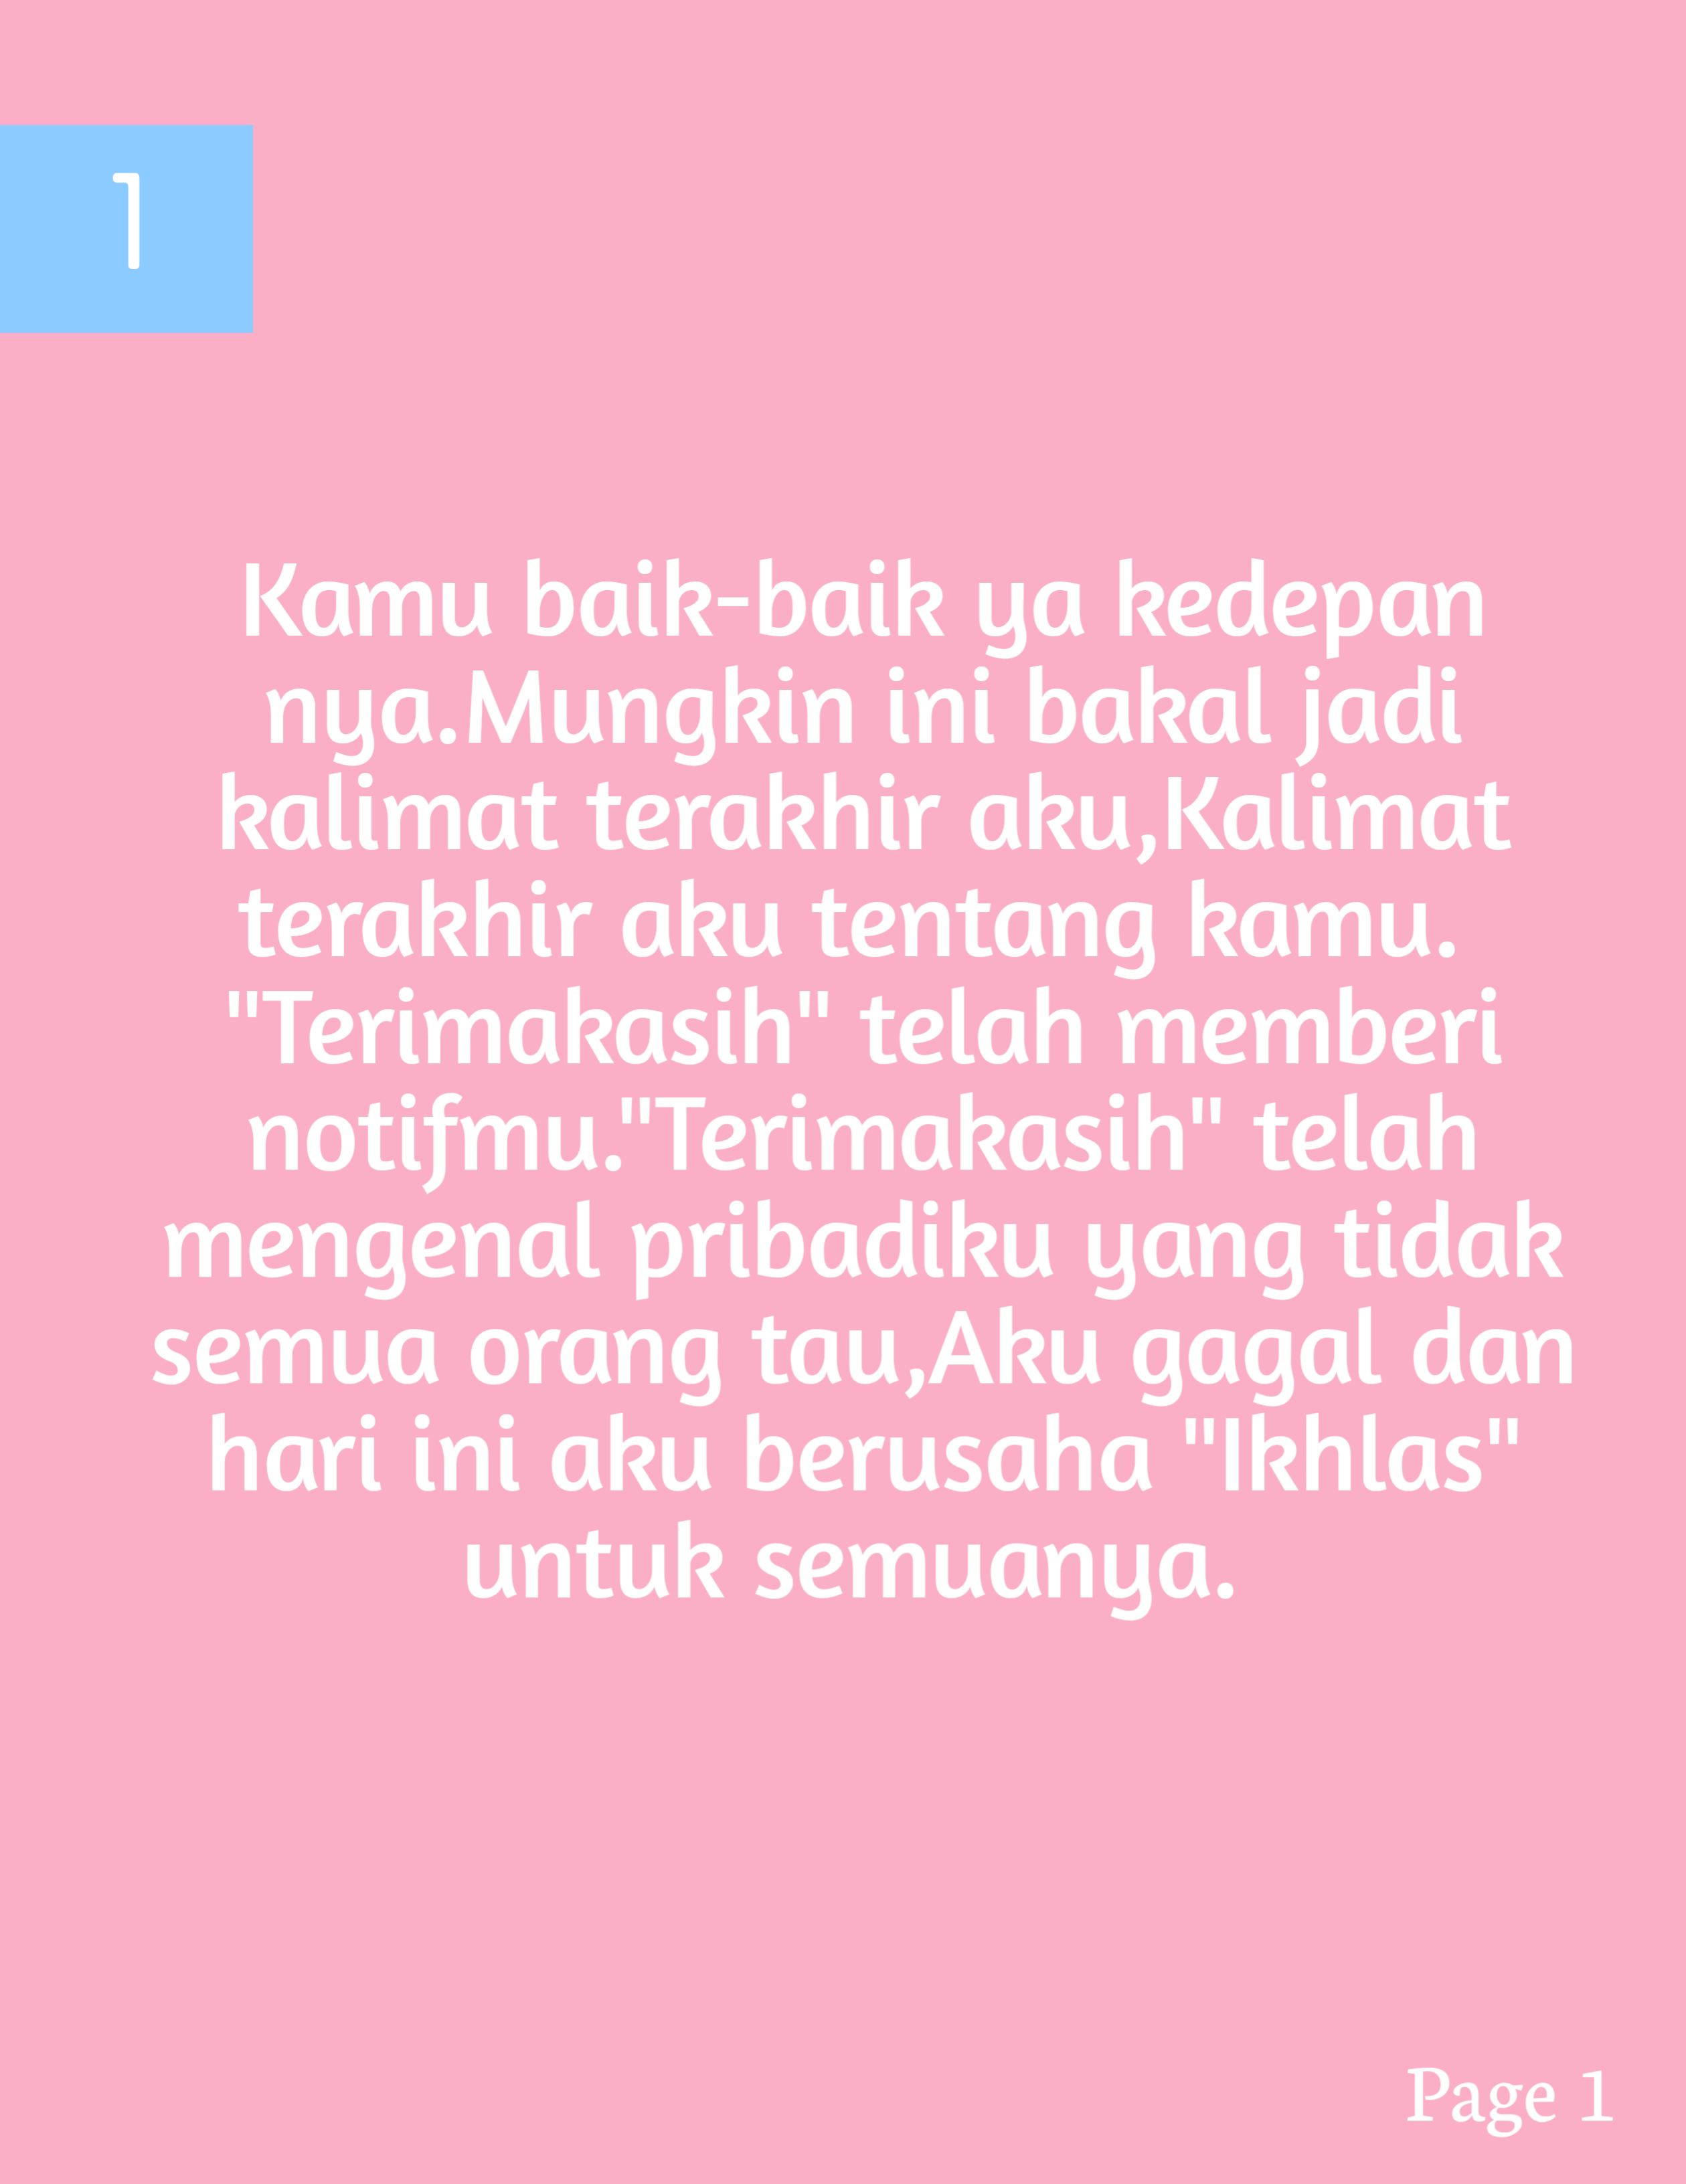 1
Kamu baik-baik ya kedepan
nya.Mungkin ini bakal jadi
kalimat terakhir aku,Kalimat
terakhir aku tentang kamu.
"Terimakasih" telah memberi
notifmu."Terimakasih" telah
mengenal pribadiku yang tidak
semua orang tau,Aku gagal dan
hari ini aku berusaha "Ikhlas"
untuk semuanya.
Page 1